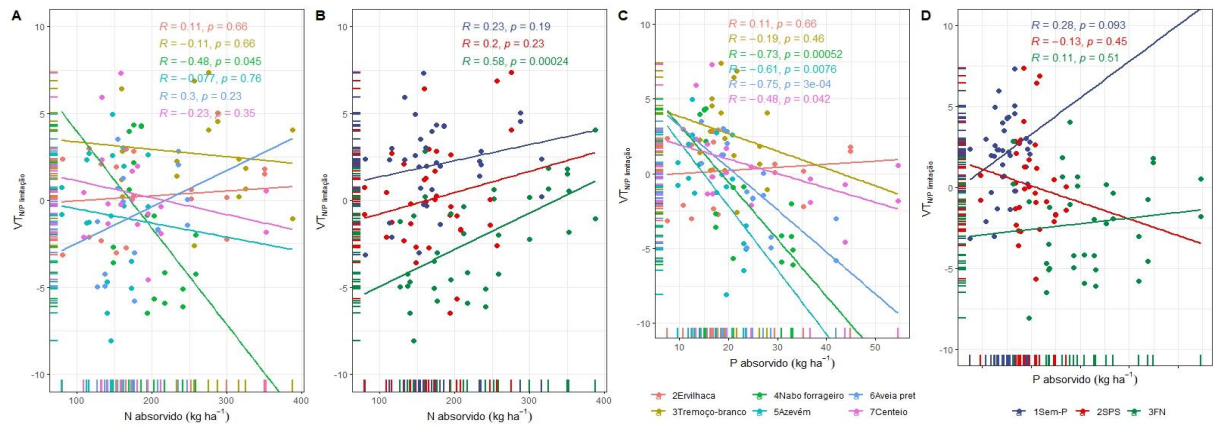 A
R = 0.11, p = 0.66
R = −0.11, p = 0.66
R = −0.48, p = 0.045
R = −0.077, p = 0.76
R = 0.3, p = 0.23
R = −0.23, p = 0.35
VT N/P limitação
5
0
-5
-10
100
200
300
400
N absorvido (kg ha−1)
B
R = 0.23, p = 0.19
R = 0.2, p = 0.23
R = 0.58, p = 0.00024
VT N/P limitação
5
0
-5
-10
100
200
300
400
N absorvido (kg ha−1)
C
R = 0.11, p = 0.66
R = −0.19, p = 0.46
R = −0.73, p = 0.00052
R = −0.61, p = 0.0076
R = −0.75, p = 3e-04
R = −0.48, p = 0.042
VT N/P limitação
10
5
0
-5
-10
10
20
30
40
50
P absorvido (kg ha−1)
2Ervilhaca
4Nabo forrageiro
6Aveia pret
3Tremoço-branco
5Azevém
7Centeio
D
R = 0.28, p = 0.093
R = −0.13, p = 0.45
R = 0.11, p = 0.51
VT N/P limitação
10
5
0
-5
-10
P absorvido (kg ha−1)
1Sem-P
2SPS
3FN